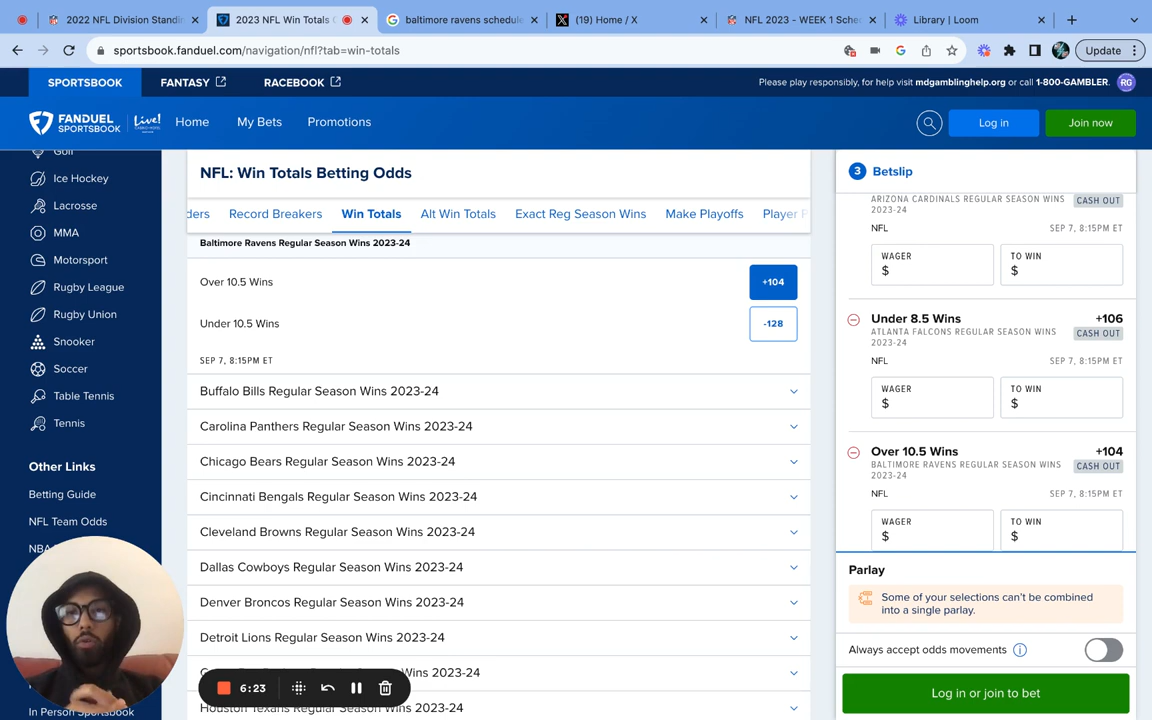 2022 NFL Division Standin
2023 NFL Win Totals
baltimore ravens schedule
(19) Home / X
NFL 2023 - WEEK 1 Sche
Library | Loom
sportsbook.fanduel.com/navigation/nfl?tab=win-totals
Update
SPORTSBOOK
FANTASY
RACEBOOK
Please play responsibly, for help visit mdgamblinghelp.org or call 1-800-GAMBLER.
RG
FANDUEL
SPORTSBOOK
Live!
Home
My Bets
Promotions
Log in
Join now
Golf
Ice Hockey
Lacrosse
MMA
Motorsport
Rugby League
Rugby Union
Snooker
Soccer
Table Tennis
Tennis
Other Links
Betting Guide
NFL Team Odds
In Person Sportsbook
NFL: Win Totals Betting Odds
ders
Record Breakers
Win Totals
Alt Win Totals
Exact Reg Season Wins
Make Playoffs
Player P
Baltimore Ravens Regular Season Wins 2023-24
Over 10.5 Wins
+104
Under 10.5 Wins
-128
SEP 7, 8:15PM ET
Buffalo Bills Regular Season Wins 2023-24
Carolina Panthers Regular Season Wins 2023-24
Chicago Bears Regular Season Wins 2023-24
Cincinnati Bengals Regular Season Wins 2023-24
Cleveland Browns Regular Season Wins 2023-24
Dallas Cowboys Regular Season Wins 2023-24
Denver Broncos Regular Season Wins 2023-24
Detroit Lions Regular Season Wins 2023-24
Houston Texans Regular Season Wins 2023-24
6:23
3 Betslip
ARIZONA CARDINALS REGULAR SEASON WINS
2023-24
CASH OUT
NFL
SEP 7, 8:15PM ET
WAGER
$
TO WIN
$
Under 8.5 Wins
+106
ATLANTA FALCONS REGULAR SEASON WINS
2023-24
CASH OUT
NFL
SEP 7, 8:15PM ET
WAGER
$
TO WIN
$
Over 10.5 Wins
+104
BALTIMORE RAVENS REGULAR SEASON WINS
2023-24
CASH OUT
NFL
SEP 7, 8:15PM ET
WAGER
$
TO WIN
$
Parlay
Some of your selections can't be combined
into a single parlay.
Always accept odds movements
Log in or join to bet